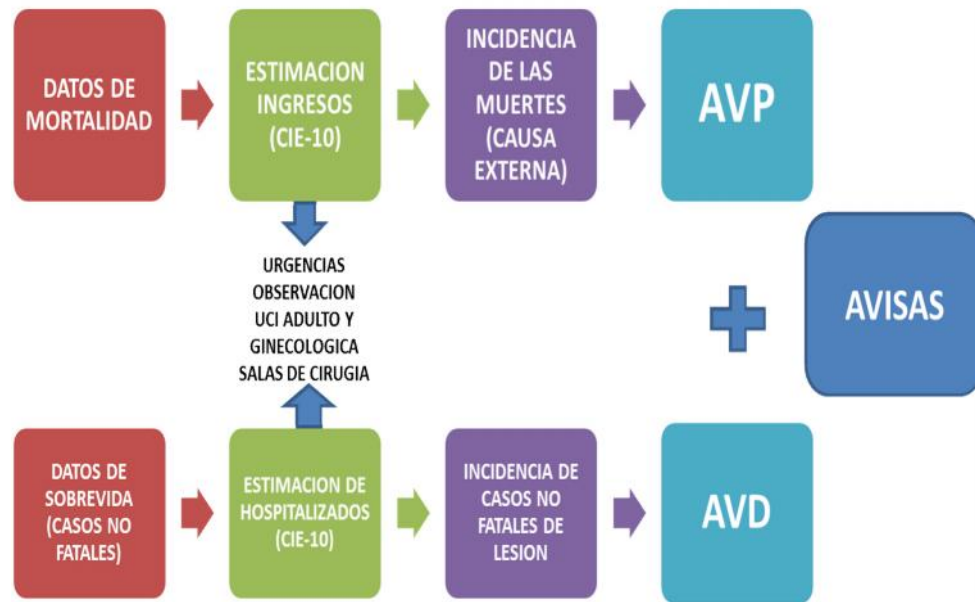 DATOS DE
MORTALIDAD
ESTIMACION
INGRESOS
(CIE-10)
INCIDENCIA
DE LAS
MUERTES
(CAUSA
EXTERNA)
AVP
URGENCIAS
OBSERVACION
UCI ADULTO Y
GINECOLOGICA
SALAS DE CIRUGIA
AVISAS
DATOS DE
SOBREVIDA
(CASOS NO
FATALES)
ESTIMACION DE
HOSPITALIZADOS
(CIE-10)
INCIDENCIA DE
CASOS NO
FATALES DE
LESION
AVD